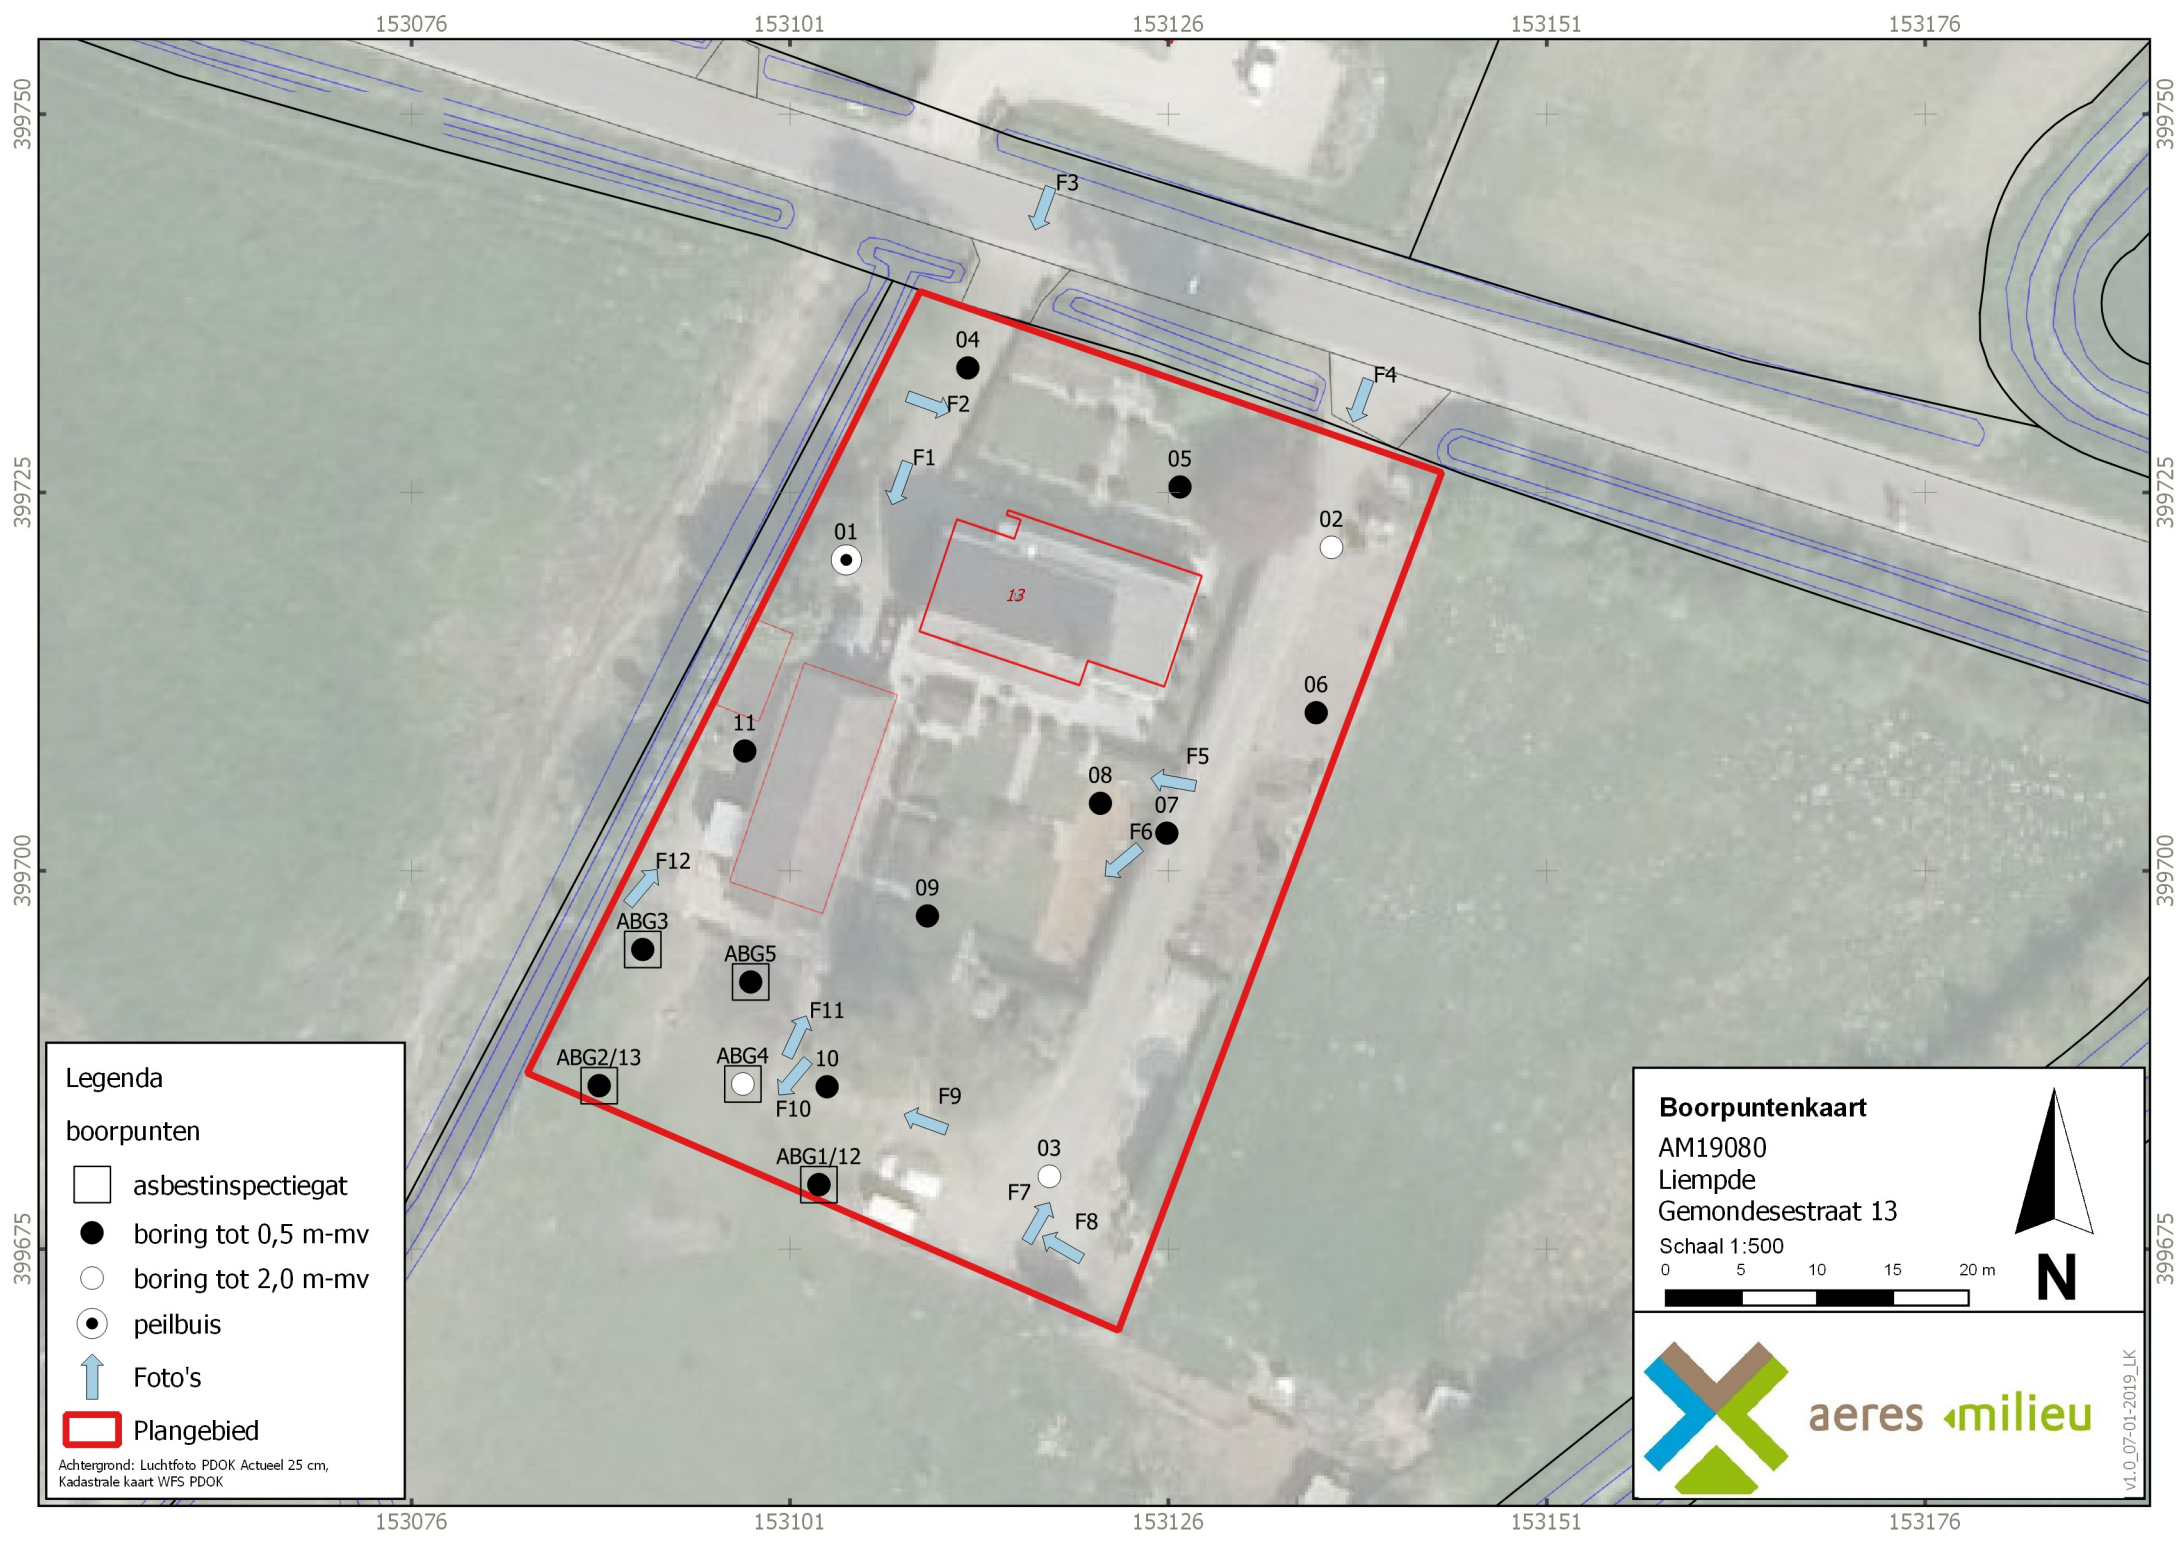 153076 153101 153126 153151 153176
399750 399750
F3
04
F4
F2
F1
05
399725 399725
02
01
13
06
11
F5
08
07
F6
F12
399700 399700
09
ABG3
ABG5
F11
ABG2/13
ABG4
10
F10
F9
03
ABG1/12
F7
F8
399675 399675
Legenda
boorpunten
asbestinspectiegat
boring tot 0,5 m-mv
boring tot 2,0 m-mv
peilbuis
Foto's
Plangebied
Achtergrond: Luchtfoto PDOK Actueel 25 cm,
Kadastrale kaart WFS PDOK
Boorpuntenkaart
AM19080
Liempde
Gemondesestraat 13
Schaal 1:500
0 5 10 15 20 m
N
aeres milieu
v1.0_07-01-2019_LK
153076 153101 153126 153151 153176